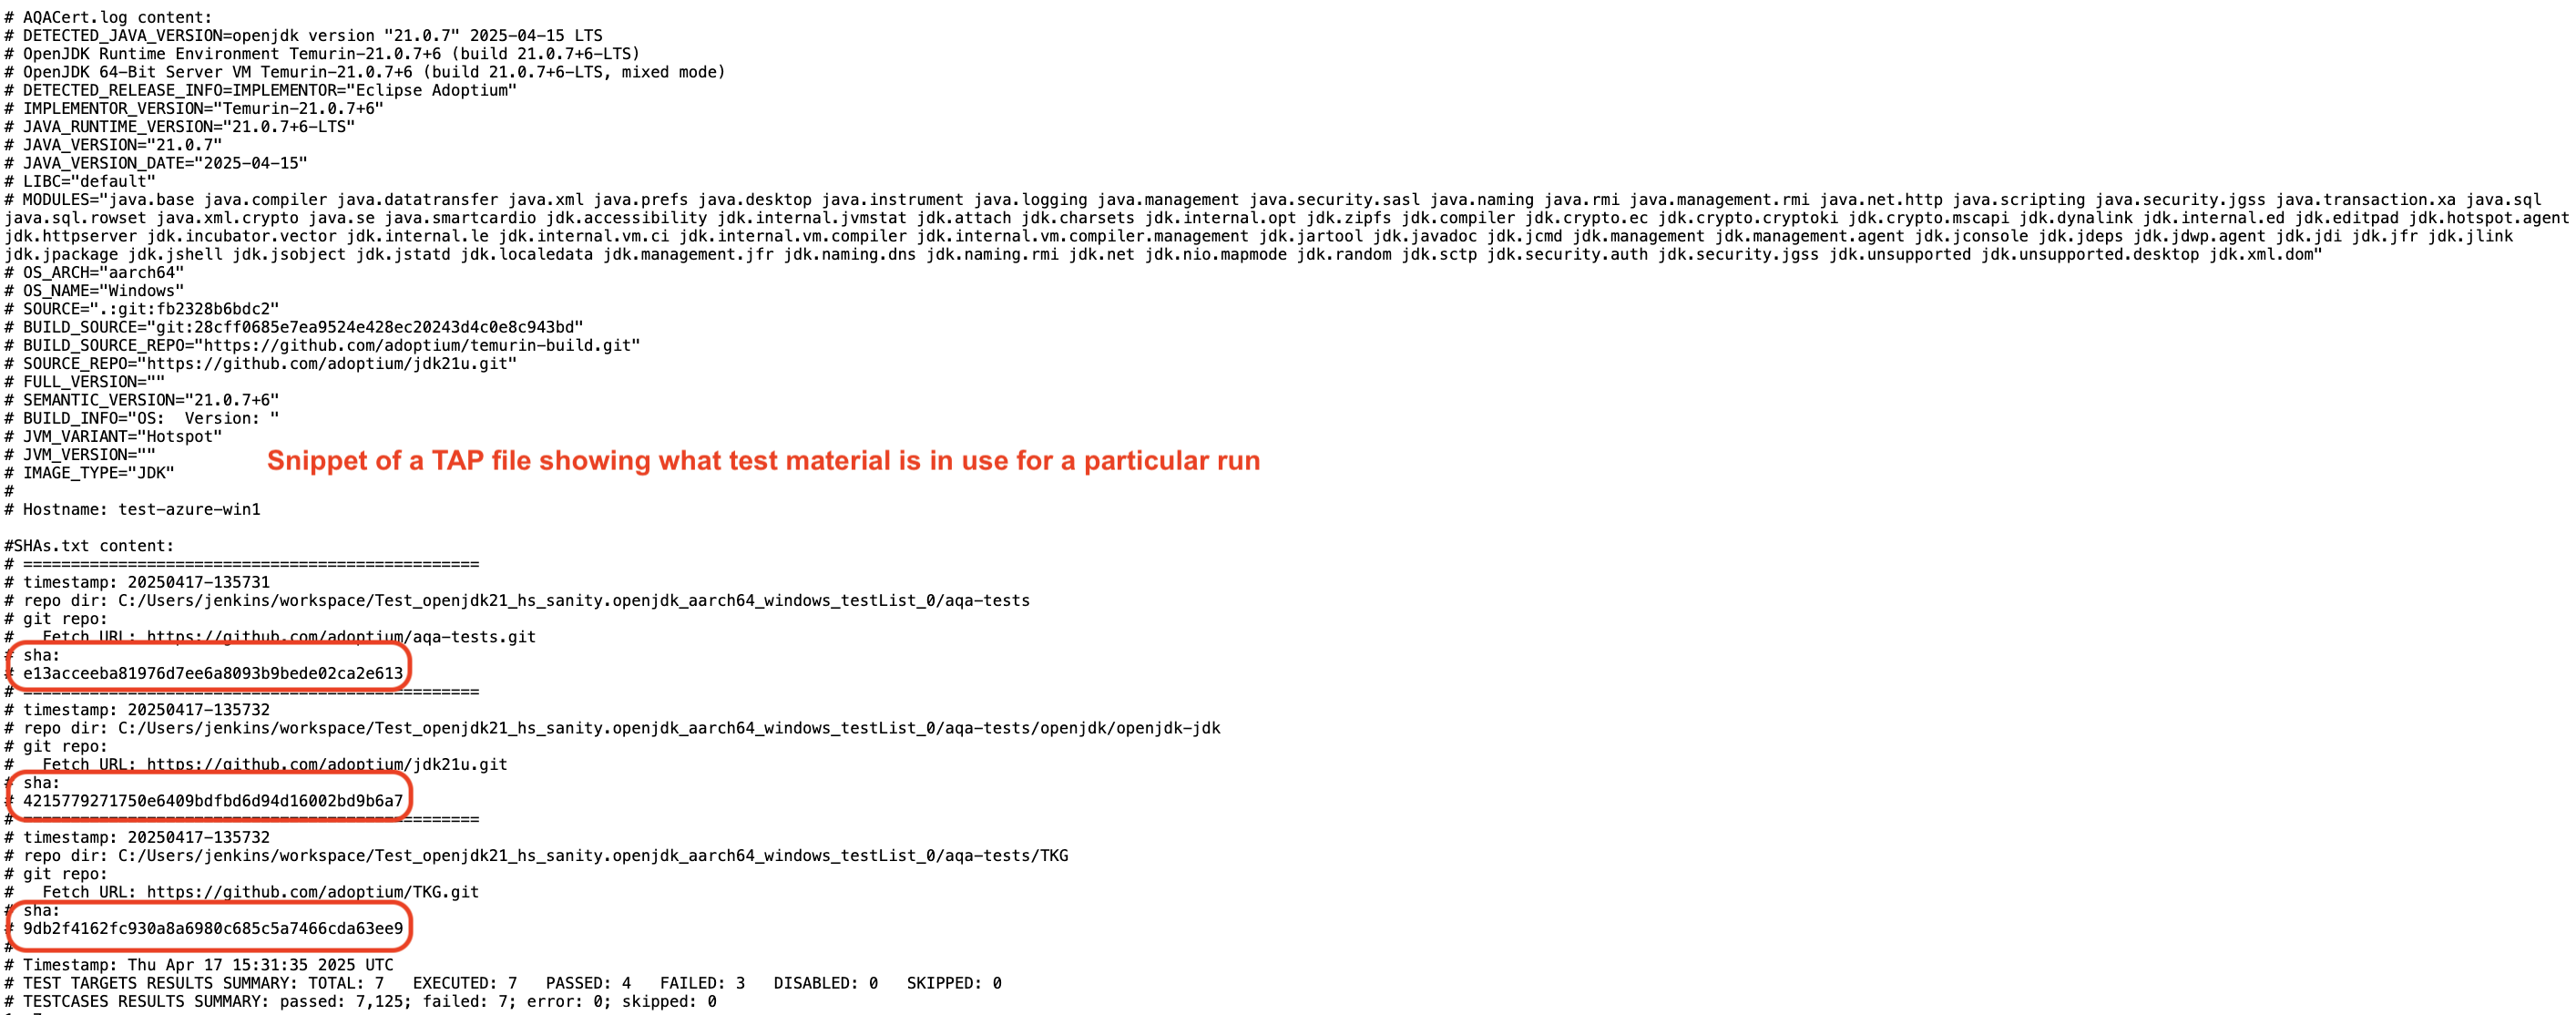 # AQACert.log content:
# DETECTED_JAVA_VERSION=openjdk version "21.0.7" 2025-04-15 LTS
# OpenJDK Runtime Environment Temurin-21.0.7+6 (build 21.0.7+6-LTS)
# OpenJDK 64-Bit Server VM Temurin-21.0.7+6 (build 21.0.7+6-LTS, mixed mode)
# DETECTED_RELEASE_INFO=IMPLEMENTOR="Eclipse Adoptium"
# IMPLEMENTOR_VERSION="Temurin-21.0.7+6"
# JAVA_RUNTIME_VERSION="21.0.7+6-LTS"
# JAVA_VERSION="21.0.7"
# JAVA_VERSION_DATE="2025-04-15"
# LIBC="default"
# MODULES="java.base java.compiler java.datatransfer java.xml java.prefs java.desktop java.instrument java.logging java.management java.security.sasl java.naming java.rmi java.management.rmi java.net.http java.scripting java.security.jgss java.transaction.xa java.sql
java.sql.rowset java.xml.crypto java.se java.smartcardio jdk.accessibility jdk.internal.jvmstat jdk.attach jdk.charsets jdk.internal.opt jdk.zipfs jdk.compiler jdk.crypto.ec jdk.crypto.cryptoki jdk.crypto.mscapi jdk.dynalink jdk.internal.ed jdk.editpad jdk.hotspot.agent
jdk.httpserver jdk.incubator.vector jdk.internal.le jdk.internal.vm.ci jdk.internal.vm.compiler jdk.internal.vm.compiler.management jdk.jartool jdk.javadoc jdk.jcmd jdk.management jdk.management.agent jdk.jconsole jdk.jdeps jdk.jdwp.agent jdk.jdi jdk.jfr jdk.jlink
jdk.jpackage jdk.jshell jdk.jsobject jdk.jstatd jdk.localedata jdk.management.jfr jdk.naming.dns jdk.naming.rmi jdk.net jdk.nio.mapmode jdk.random jdk.sctp jdk.security.auth jdk.security.jgss jdk.unsupported jdk.unsupported.desktop jdk.xml.dom"
# OS_ARCH="aarch64"
# OS_NAME="Windows"
# SOURCE=".:git:fb2328b6bdc2"
# BUILD_SOURCE="git:28cff0685e7ea9524e428ec20243d4c0e8c943bd"
# BUILD_SOURCE_REPO="https://github.com/adoptium/temurin-build.git"
# SOURCE_REPO="https://github.com/adoptium/jdk21u.git"
# FULL_VERSION=""
# SEMANTIC_VERSION="21.0.7+6"
# BUILD_INFO="OS:  Version: "
# JVM_VARIANT="Hotspot"
# JVM_VERSION=""
Snippet of a TAP file showing what test material is in use for a particular run
# IMAGE_TYPE="JDK"
#
# Hostname: test-azure-win1
#SHAs.txt content:
# ================================================
# timestamp: 20250417-135731
# repo dir: C:/Users/jenkins/workspace/Test_openjdk21_hs_sanity.openjdk_aarch64_windows_testList_0/aqa-tests
# git repo:
#   Fetch URL: https://github.com/adoptium/aqa-tests.git
# sha:
# e13acceeba81976d7ee6a8093b9bede02ca2e613
# ================================================
# timestamp: 20250417-135732
# repo dir: C:/Users/jenkins/workspace/Test_openjdk21_hs_sanity.openjdk_aarch64_windows_testList_0/aqa-tests/openjdk/openjdk-jdk
# git repo:
#   Fetch URL: https://github.com/adoptium/jdk21u.git
# sha:
# 4215779271750e6409bdfbd6d94d16002bd9b6a7
# ================================================
# timestamp: 20250417-135732
# repo dir: C:/Users/jenkins/workspace/Test_openjdk21_hs_sanity.openjdk_aarch64_windows_testList_0/aqa-tests/TKG
# git repo:
#   Fetch URL: https://github.com/adoptium/TKG.git
# sha:
# 9db2f4162fc930a8a6980c685c5a7466cda63ee9
#
# Timestamp: Thu Apr 17 15:31:35 2025 UTC
# TEST TARGETS RESULTS SUMMARY: TOTAL: 7   EXECUTED: 7   PASSED: 4   FAILED: 3   DISABLED: 0   SKIPPED: 0
# TESTCASES RESULTS SUMMARY: passed: 7,125; failed: 7; error: 0; skipped: 0